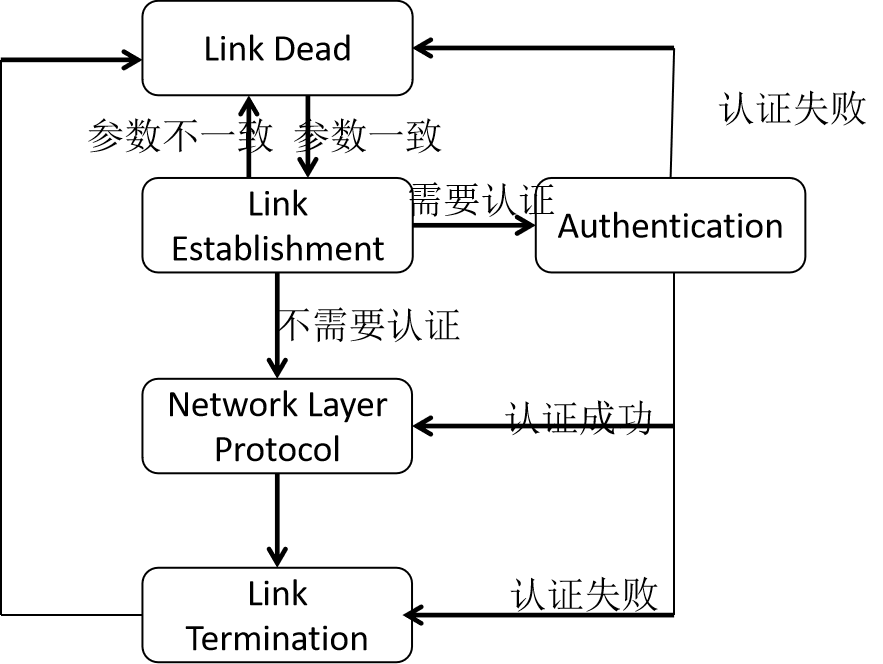 Link Dead
认证失败
参数不一致
参数一致
Link
Establishment
需要认证
Authentication
不需要认证
Network Layer
Protocol
认证成功
Link
Termination
认证失败